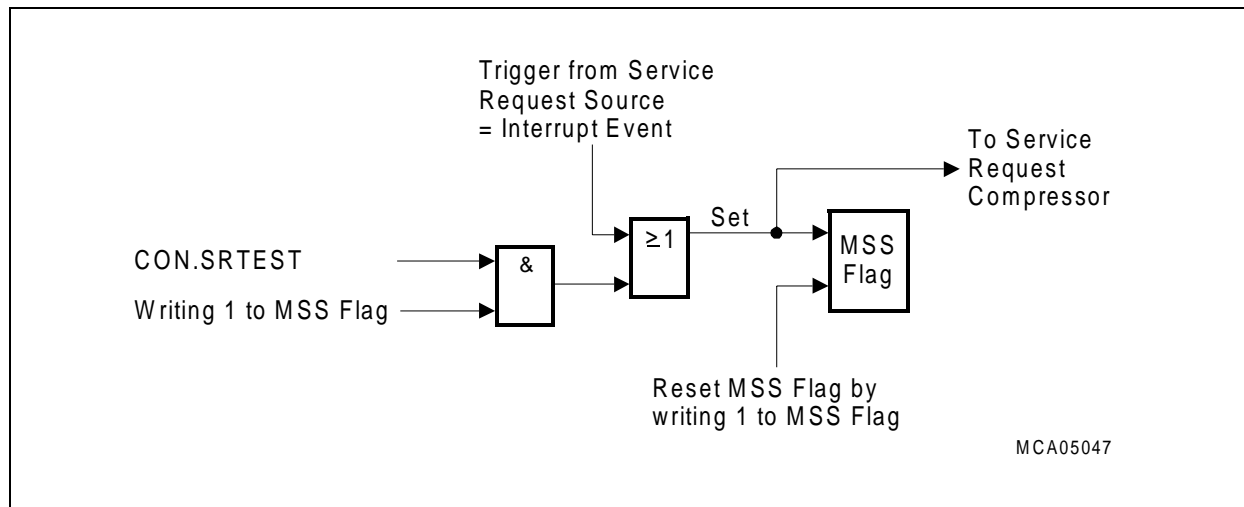 Trigger from Service
Request Source
= Interrupt Event
To Service
Request
Compressor
Set
≥1
MSS
Flag
CON.SRTEST
&
Writing 1 to MSS Flag
Reset MSS Flag by
writing 1 to MSS Flag
MCA05047